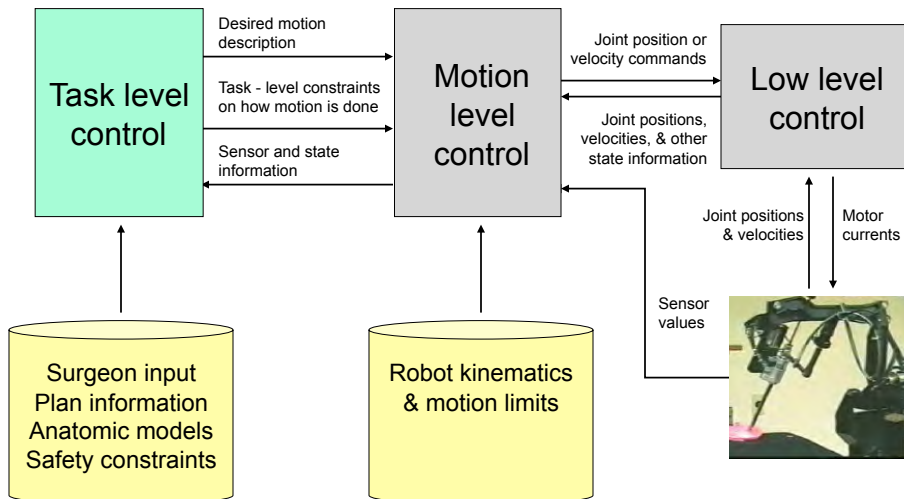 Desired motion
description
Task level
control
Task - level constraints
on how motion is done
Sensor and state
information
Motion
level
control
Joint position or
velocity commands
Joint positions,
velocities, & other
state information
Low level
control
Joint positions
& velocities
Motor
currents
Sensor
values
Surgeon input
Plan information
Anatomic models
Safety constraints
Robot kinematics
& motion limits